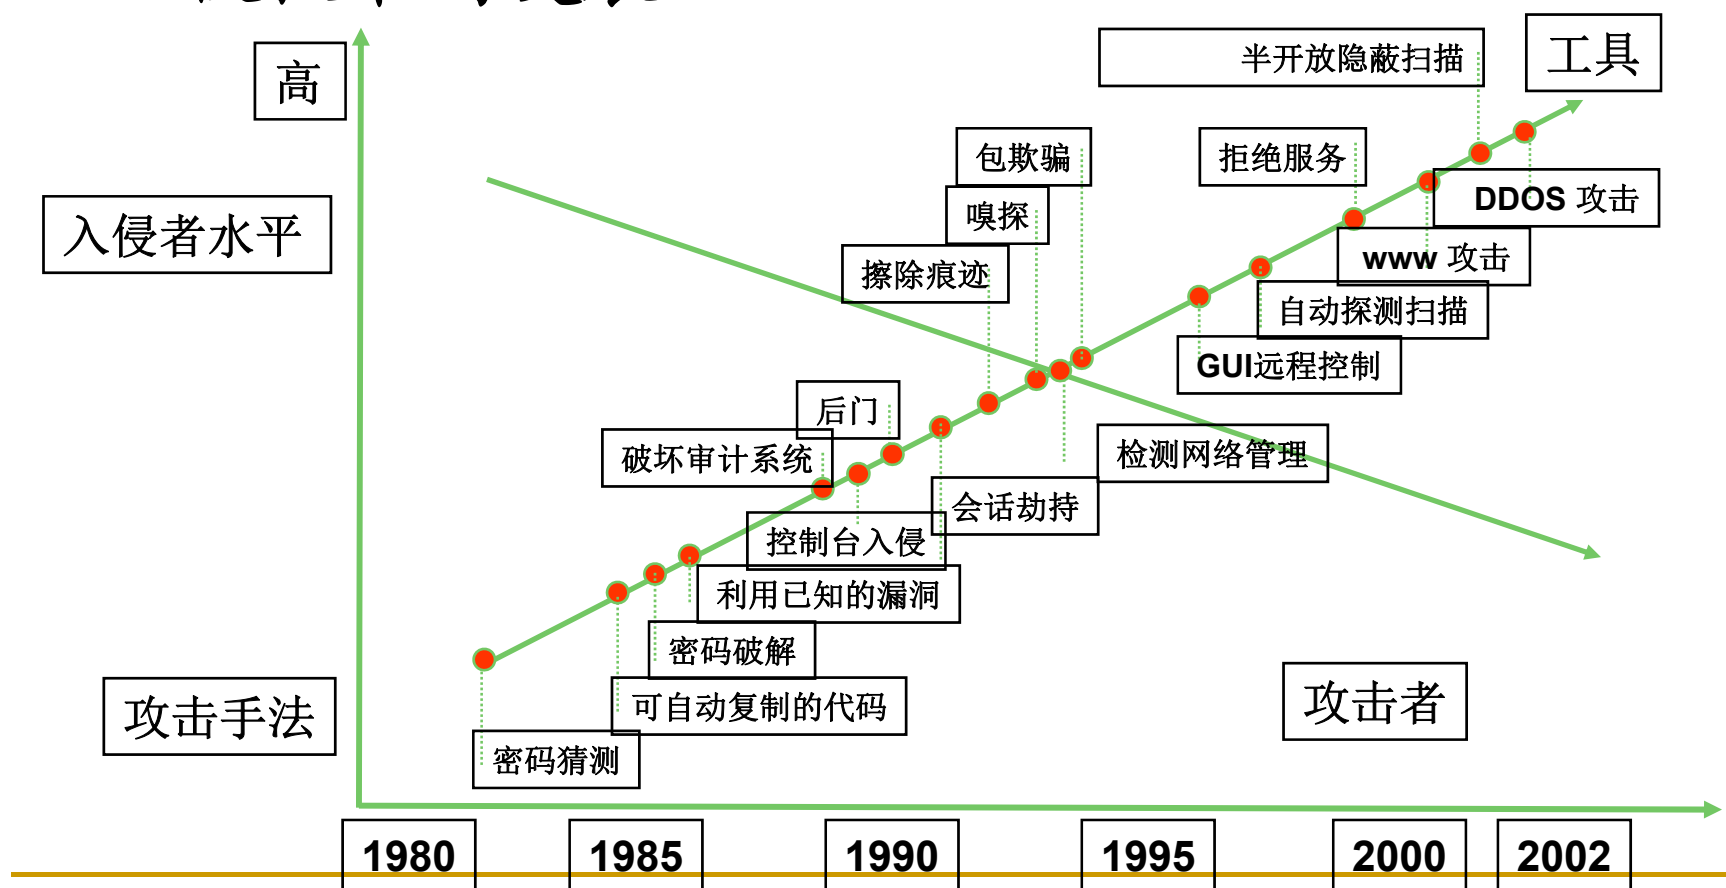 高
半开放隐蔽扫描
工具
包欺骗
拒绝服务
DDOS 攻击
嗅探
入侵者水平
擦除痕迹
www 攻击
自动探测扫描
GUI远程控制
后门
破坏审计系统
检测网络管理
会话劫持
控制台入侵
利用已知的漏洞
密码破解
攻击手法
可自动复制的代码
攻击者
密码猜测
1980
1985
1990
1995
2000
2002